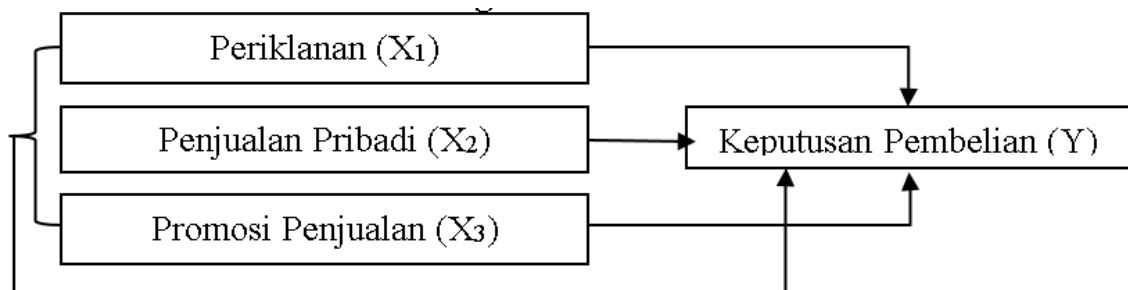 Periklanan (X₁)
Penjualan Pribadi (X₂)
Keputusan Pembelian (Y)
Promosi Penjualan (X₃)